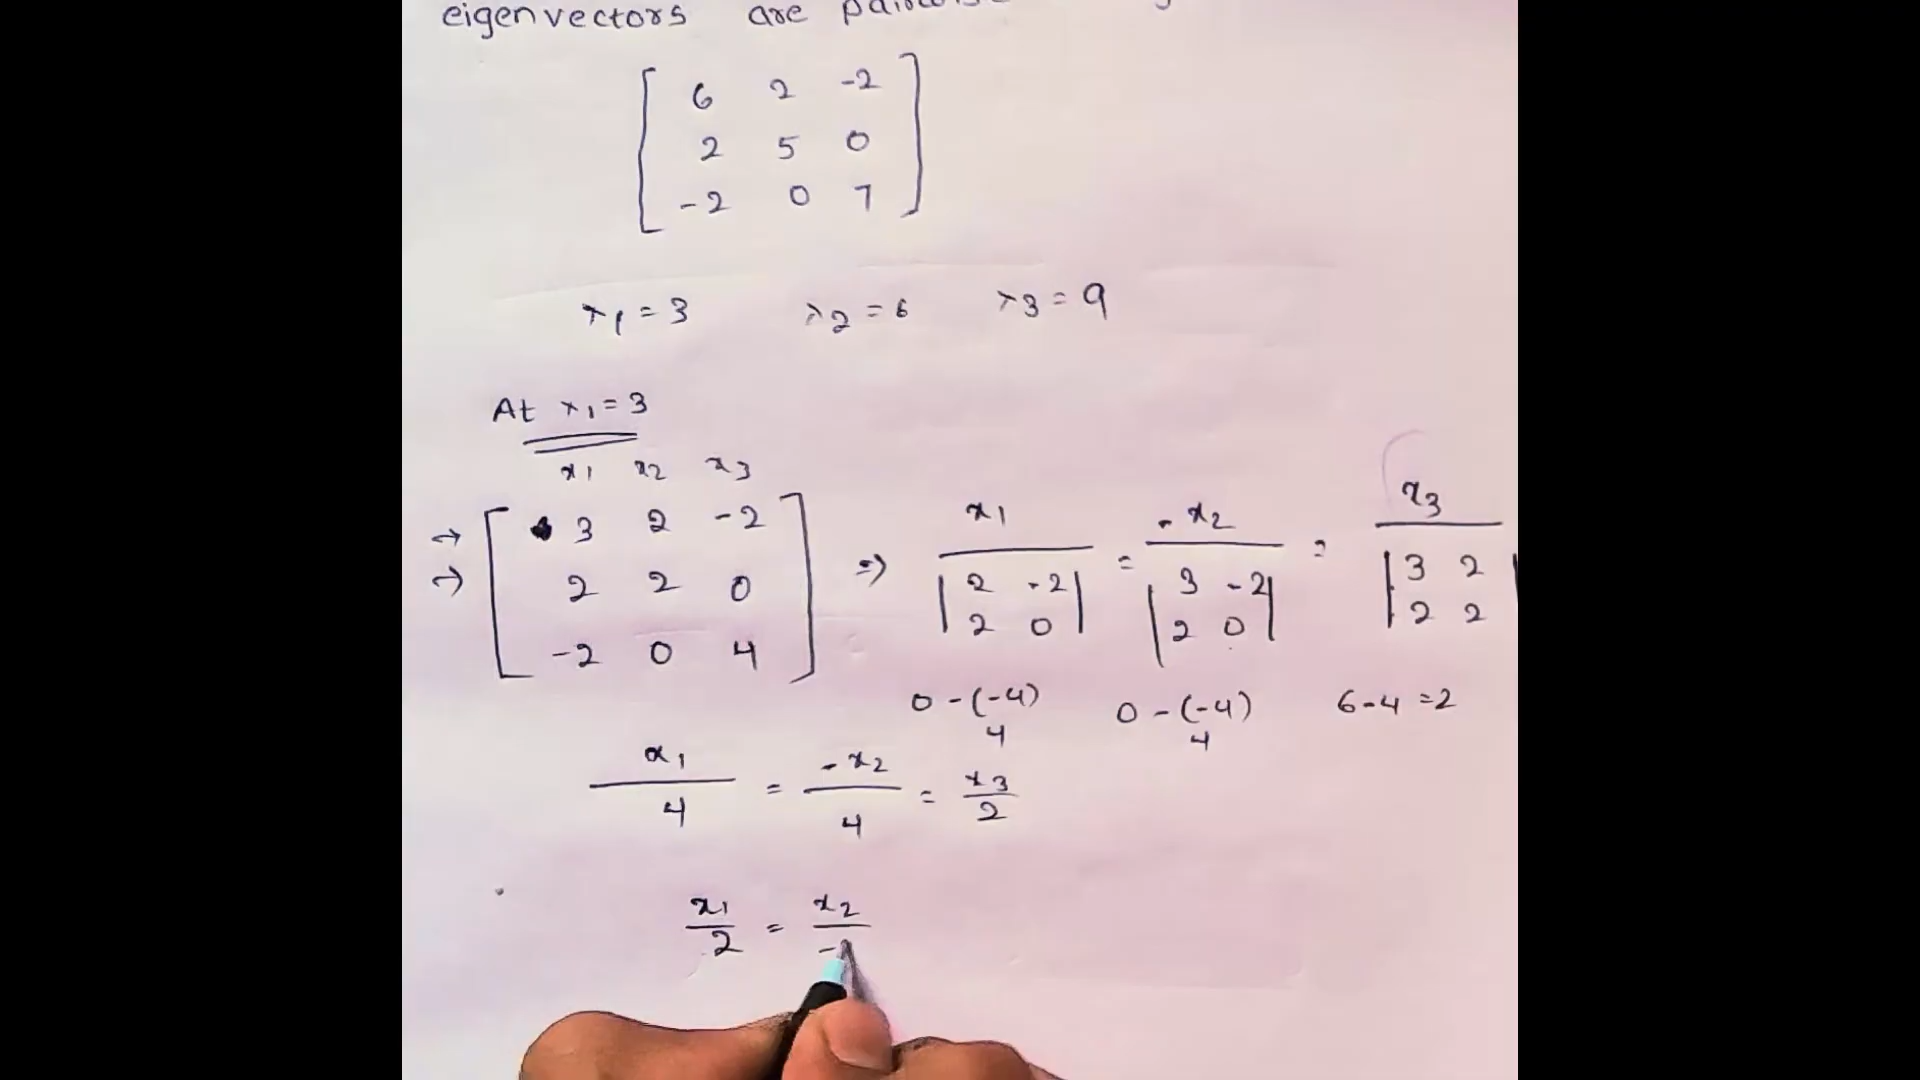 eigenvectors are
6 2 -2
2 5 0
-2 0 7
λ1 = 3 λ2 = 6 λ3 = 9
At λ1 = 3
x1 x2 x3
→ 3 2 -2
→ 2 2 0
-2 0 4
⇒ x1 / |2 -2| = -x2 / |3 -2| = x3 / |3 2|
|2 0| |2 0| |2 2|
0-(-4) 0-(-4) 6-4=2
4 4
x1/4 = -x2/4 = x3/2
x1/2 = x2/-